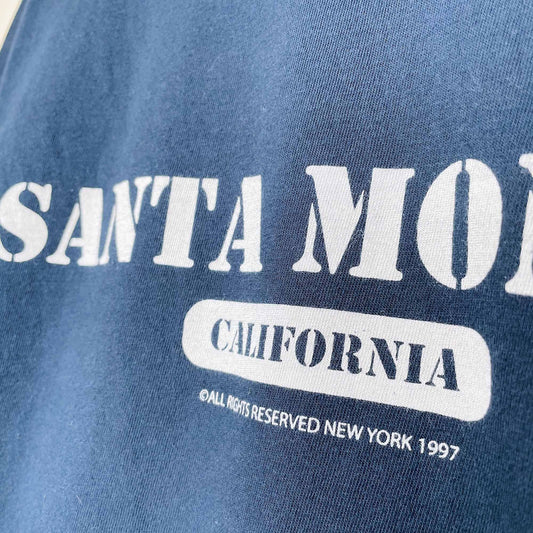 SANTA MO
CALIFORNIA
©ALL RIGHTS RESERVED NEW YORK 1997